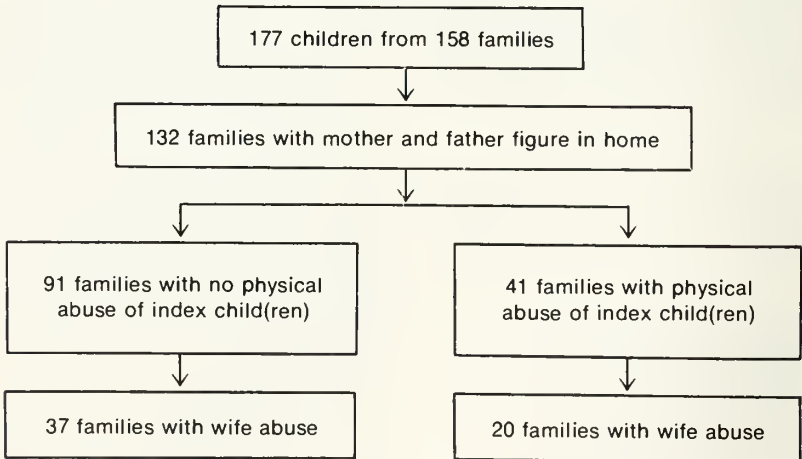 177 children from 158 families
132 families with mother and father figure in home
91 families with no physical
abuse of index child(ren)
41 families with physical
abuse of index child(ren)
37 families with wife abuse
20 families with wife abuse